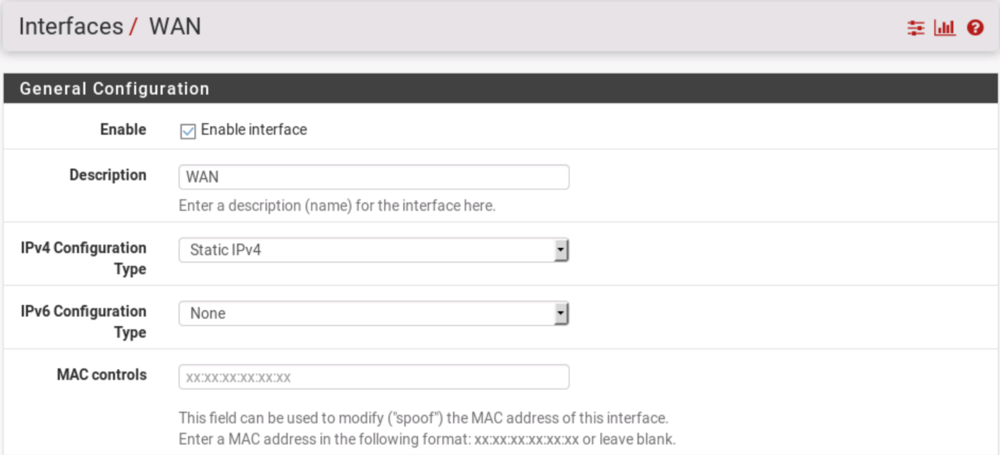 Interfaces / WAN
General Configuration
Enable
Enable interface
Description
WAN
Enter a description (name) for the interface here.
IPv4 Configuration
Type
Static IPv4
IPv6 Configuration
Type
None
MAC controls
xx:xx:xx:xx:xx:xx
This field can be used to modify ("spoof") the MAC address of this interface.
Enter a MAC address in the following format: xx:xx:xx:xx:xx:xx or leave blank.